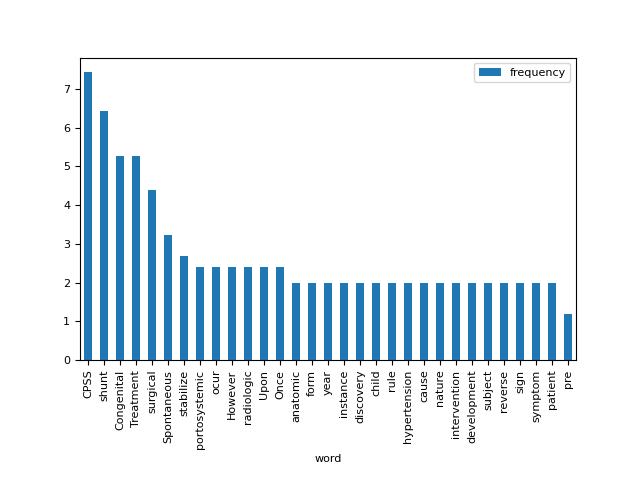 frequency
7
6
5
4
3
2
1
0
CPSS
shunt
Congenital
Treatment
surgical
Spontaneous
stabilize
portosystemic
ocur
However
radiologic
Upon
Once
anatomic
form
year
instance
discovery
child
rule
hypertension
cause
nature
intervention
development
subject
reverse
sign
symptom
patient
pre
word